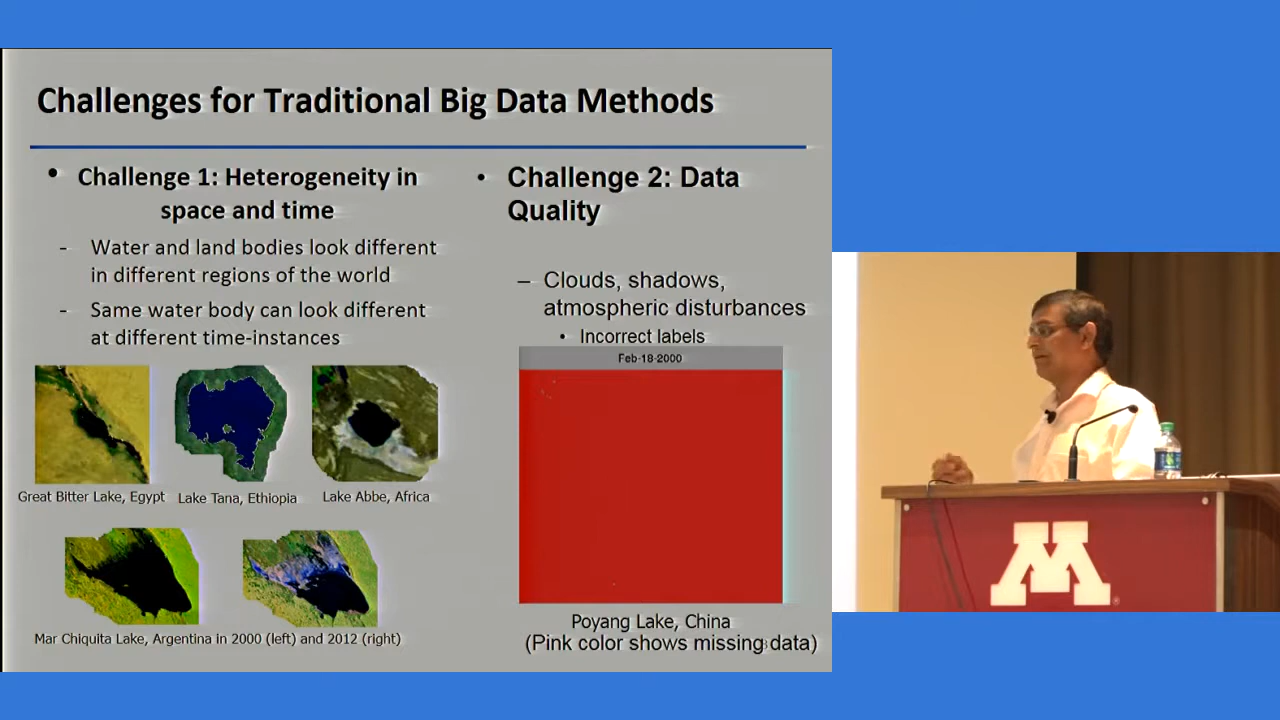 Challenges for Traditional Big Data Methods
• Challenge 1: Heterogeneity in
space and time
- Water and land bodies look different
in different regions of the world
- Same water body can look different
at different time-instances
Great Bitter Lake, Egypt
Lake Tana, Ethiopia
Lake Abbe, Africa
Mar Chiquita Lake, Argentina in 2000 (left) and 2012 (right)
• Challenge 2: Data
Quality
– Clouds, shadows,
atmospheric disturbances
• Incorrect labels
Feb-18-2000
Poyang Lake, China
(Pink color shows missing data)
M